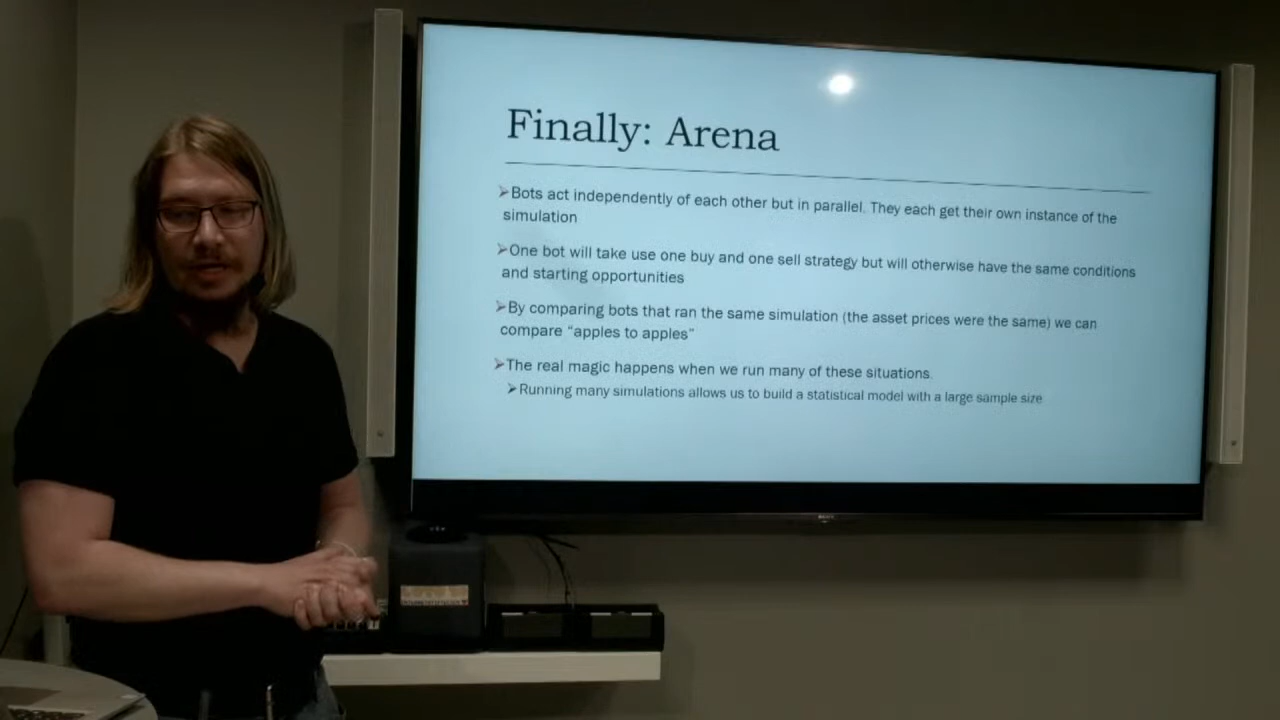 Finally: Arena
➢Bots act independently of each other but in parallel. They each get their own instance of the
simulation
➢One bot will take use one buy and one sell strategy but will otherwise have the same conditions
and starting opportunities
➢By comparing bots that ran the same simulation (the asset prices were the same) we can
compare “apples to apples”
➢The real magic happens when we run many of these situations.
➢Running many simulations allows us to build a statistical model with a large sample size